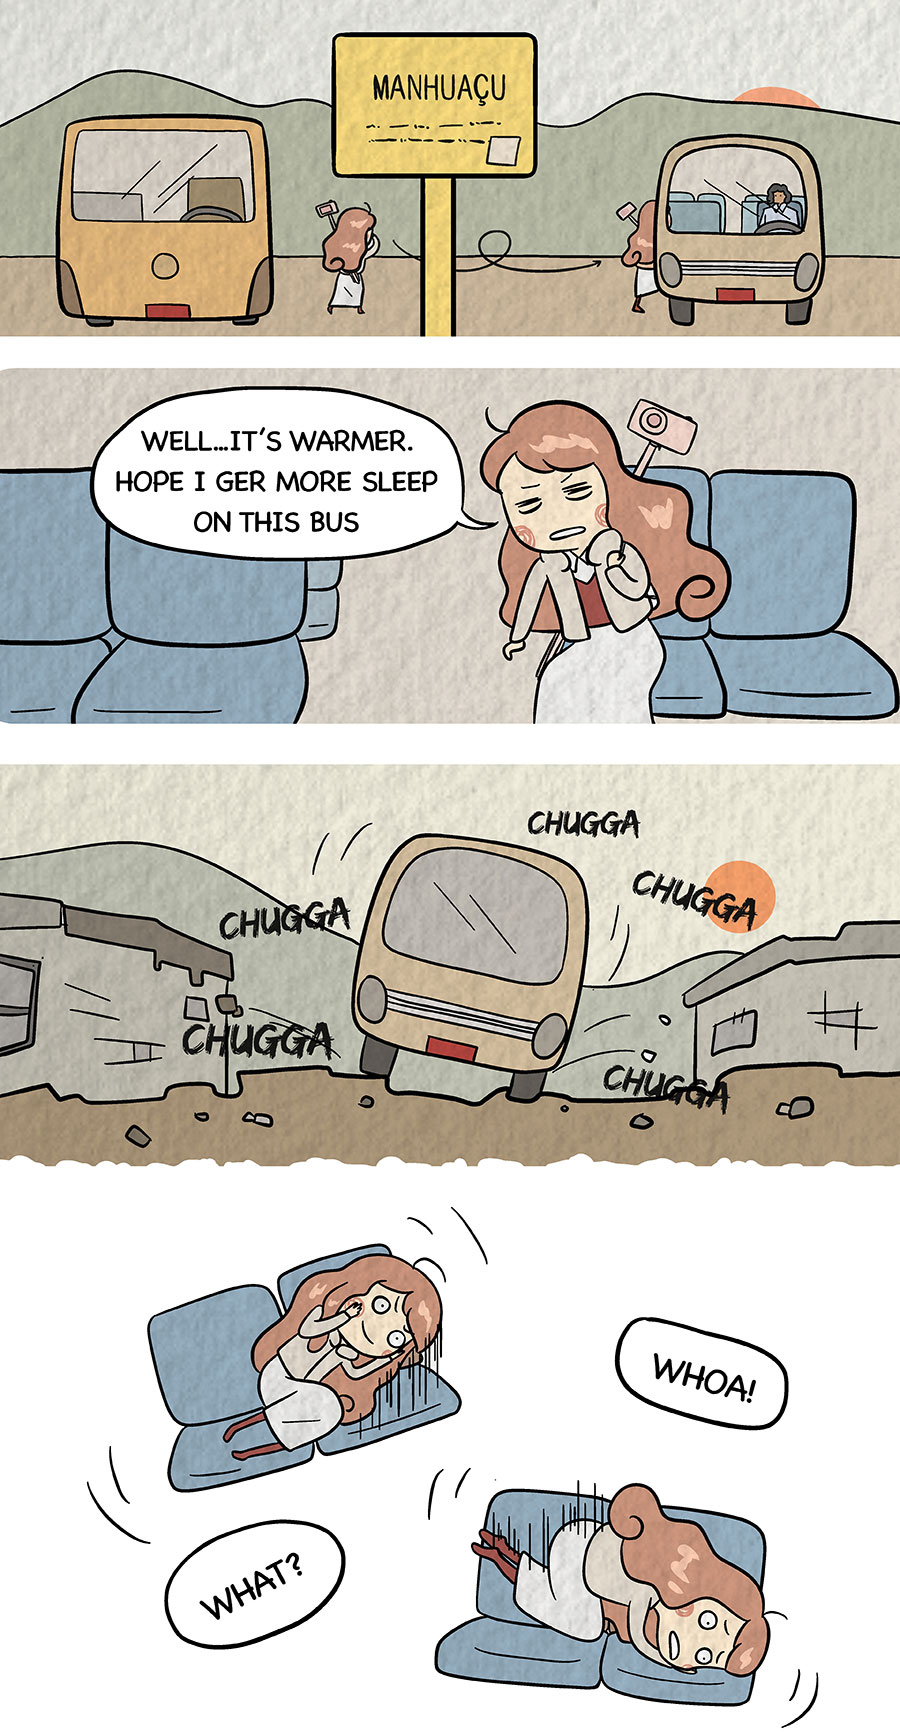 MANHUAÇU
WELL...IT'S WARMER.
HOPE I GER MORE SLEEP
ON THIS BUS
CHUGGA
CHUGGA
CHUGGA
CHUGGA
CHUGGA
WHOA!
WHAT?